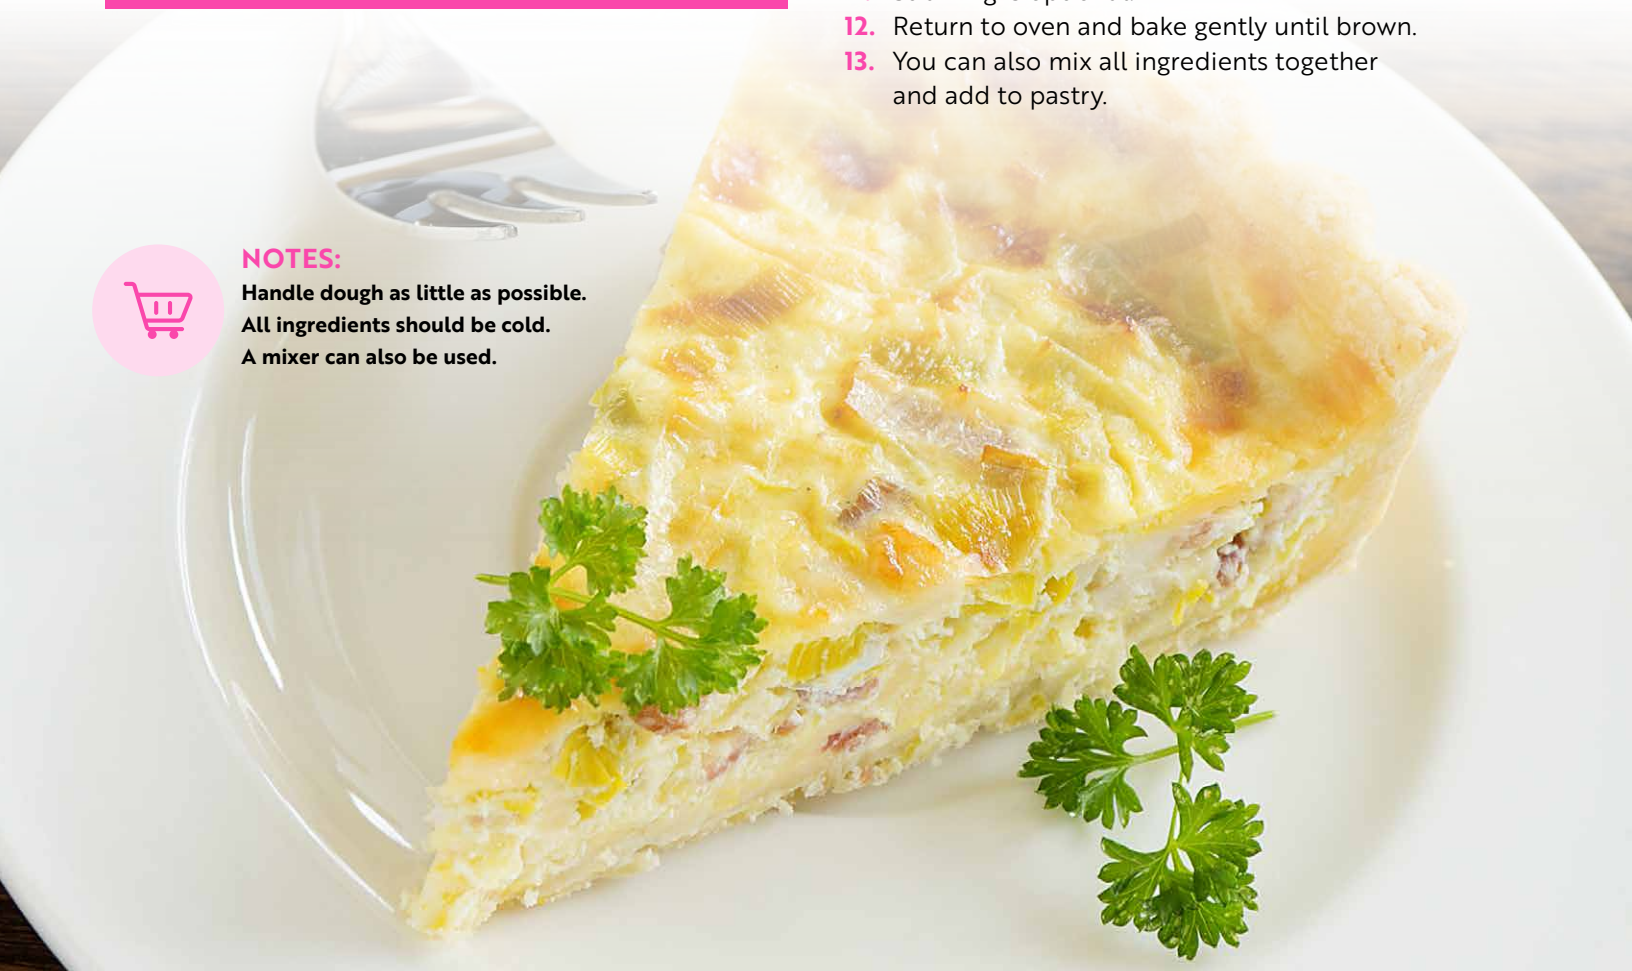 12. Return to oven and bake gently until brown.
13. You can also mix all ingredients together
and add to pastry.
NOTES:
Handle dough as little as possible.
All ingredients should be cold.
A mixer can also be used.